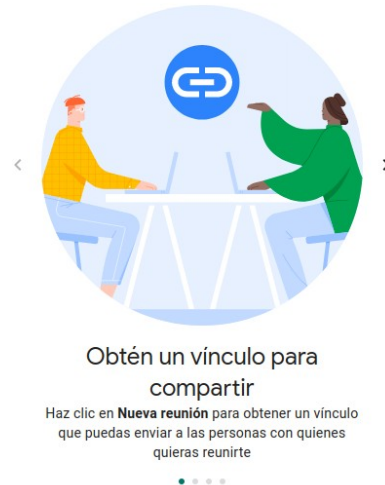 Obtén un vínculo para
compartir
Haz clic en Nueva reunión para obtener un vínculo
que puedas enviar a las personas con quienes
quieras reunirte